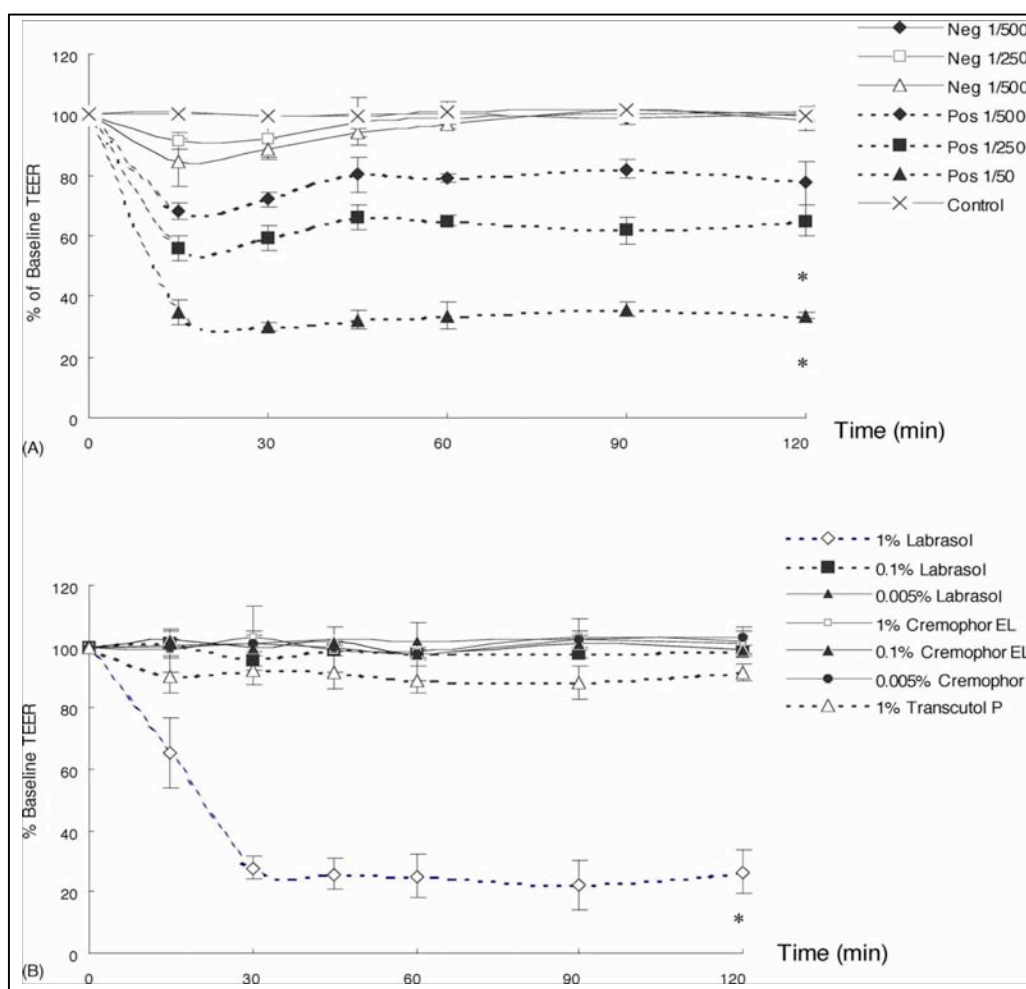 Neg 1/500
Neg 1/250
Neg 1/500
Pos 1/500
Pos 1/250
Pos 1/50
Control
120
100
80
60
40
20
0
% of Baseline TEER
*
*
0 30 60 90 120
Time (min)
(A)
1% Labrasol
0.1% Labrasol
0.005% Labrasol
1% Cremophor EL
0.1% Cremophor EL
0.005% Cremophor
1% Transcutol P
120
100
80
60
40
20
0
% Baseline TEER
*
0 30 60 90 120
Time (min)
(B)